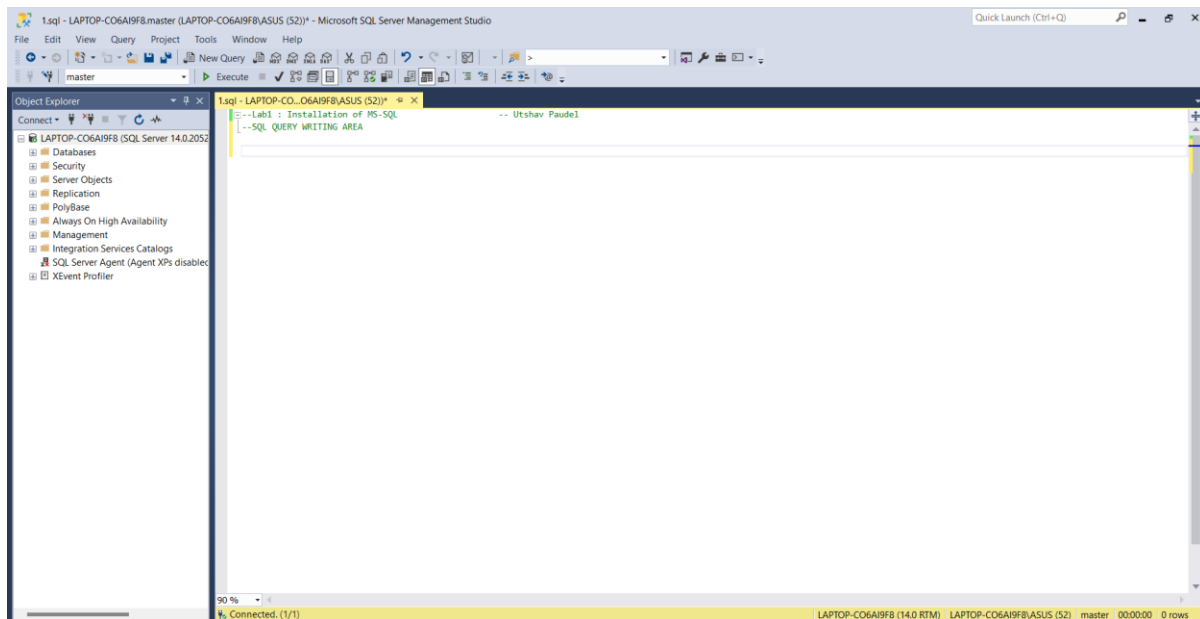 1.sql - LAPTOP-CO6AI9F8.master (LAPTOP-CO6AI9F8\ASUS (52))* - Microsoft SQL Server Management Studio
Quick Launch (Ctrl+Q)
File Edit View Query Project Tools Window Help
New Query
master
Execute
Object Explorer
1.sql - LAPTOP-CO...O6AI9F8\ASUS (52))*
Connect
--Lab1 : Installation of MS-SQL -- Utshav Paudel
--SQL QUERY WRITING AREA
LAPTOP-CO6AI9F8 (SQL Server 14.0.2052
Databases
Security
Server Objects
Replication
PolyBase
Always On High Availability
Management
Integration Services Catalogs
SQL Server Agent (Agent XPs disabled
XEvent Profiler
90 %
Connected. (1/1)
LAPTOP-CO6AI9F8 (14.0 RTM) LAPTOP-CO6AI9F8\ASUS (52) master 00:00:00 0 rows